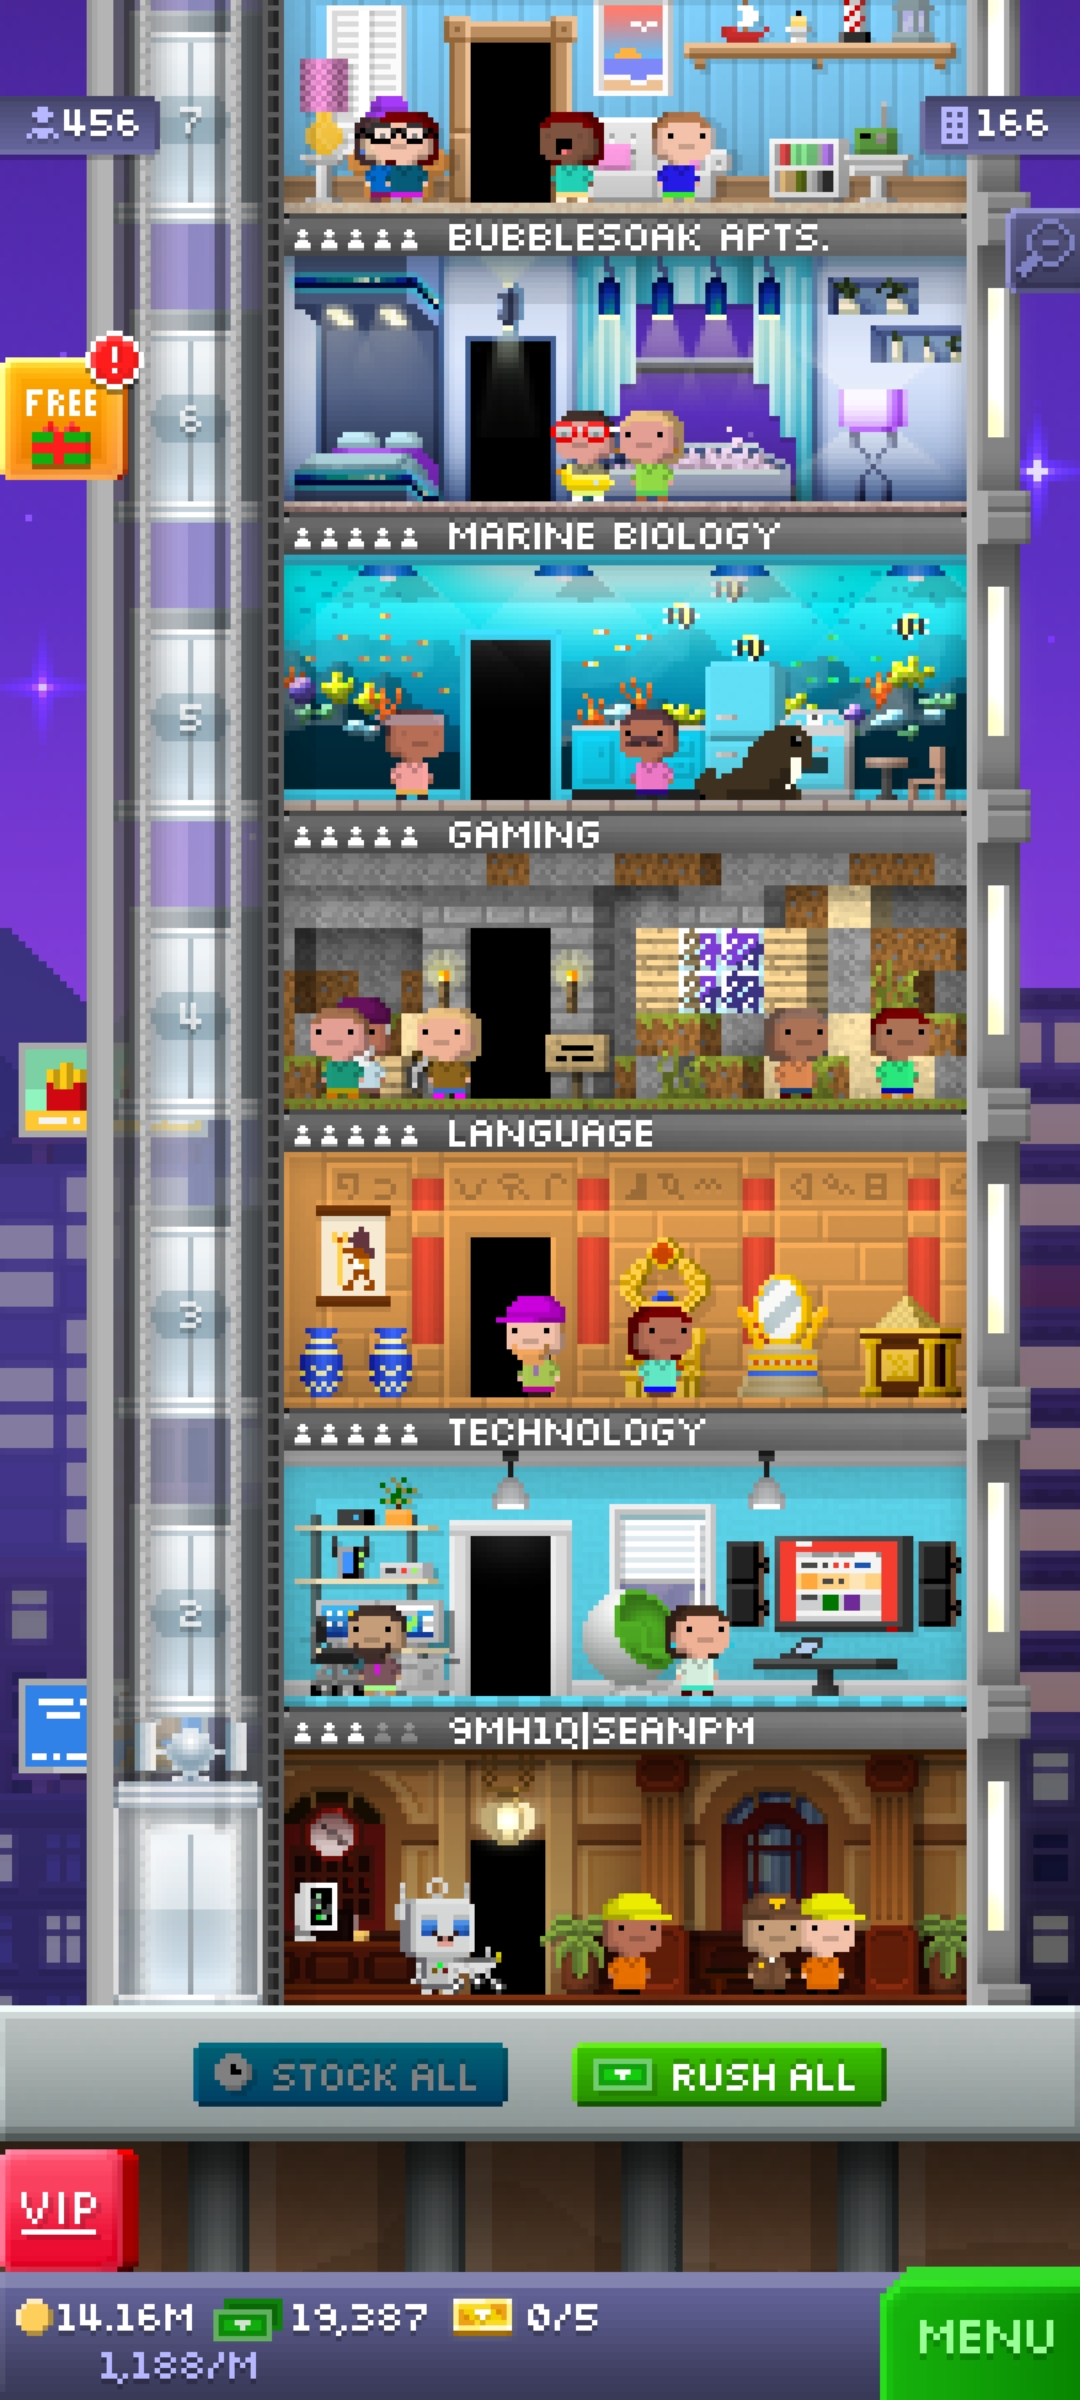 7
456
166
BUBBLESOAK APTS.
FREE
!
6
MARINE BIOLOGY
5
GAMING
4
LANGUAGE
3
TECHNOLOGY
2
9MH1Q|SEANPM
STOCK ALL
RUSH ALL
VIP
14.16M 19,387 0/5
1,188/M
MENU